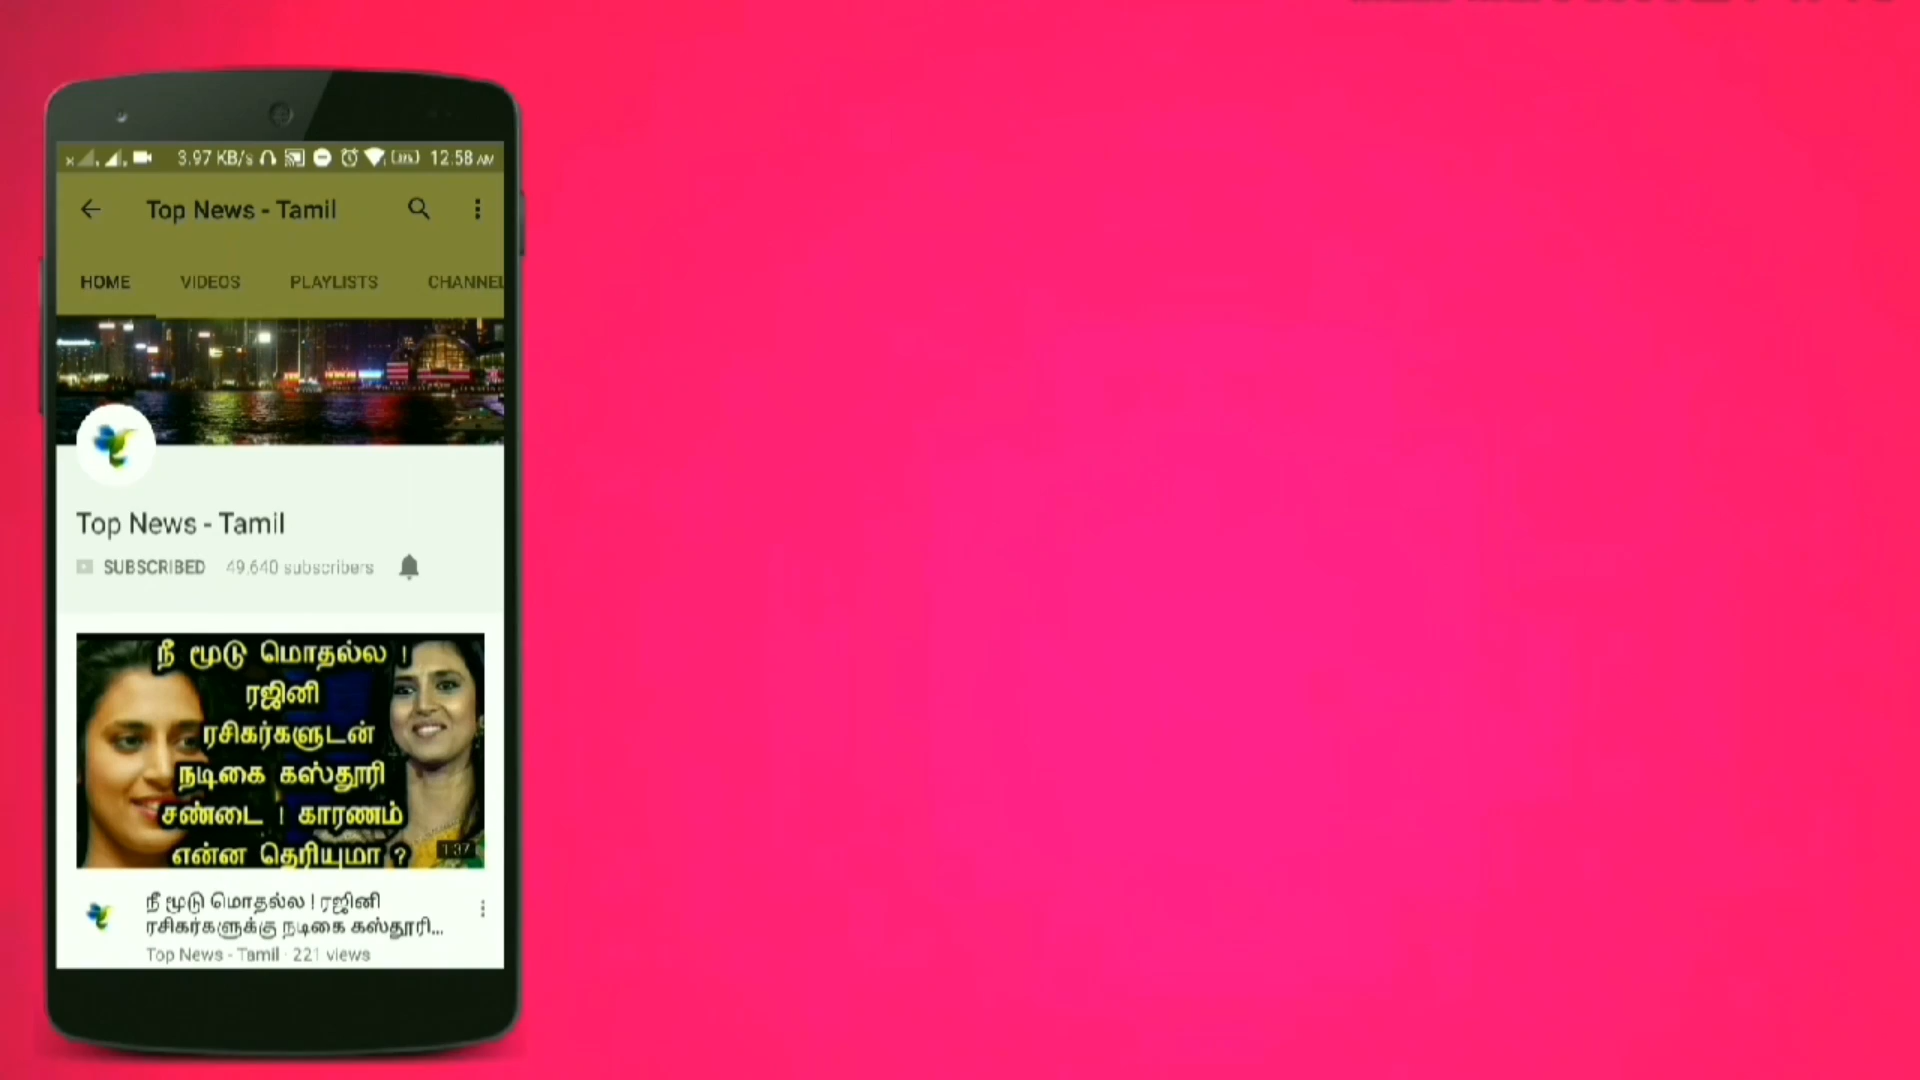 3.97 KB/s 12.58 AM
Top News - Tamil
HOME VIDEOS PLAYLISTS CHANNEL
Top News - Tamil
SUBSCRIBED 49,640 subscribers
நீ மூடு மொதல்ல !
ரஜினி
ரசிகர்களுடன்
நடிகை கஸ்தூரி
சண்டை ! காரணம்
என்ன தெரியுமா ?
1:37
நீ மூடு மொதல்ல ! ரஜினி
ரசிகர்களுக்கு நடிகை கஸ்தூரி...
Top News - Tamil · 221 views